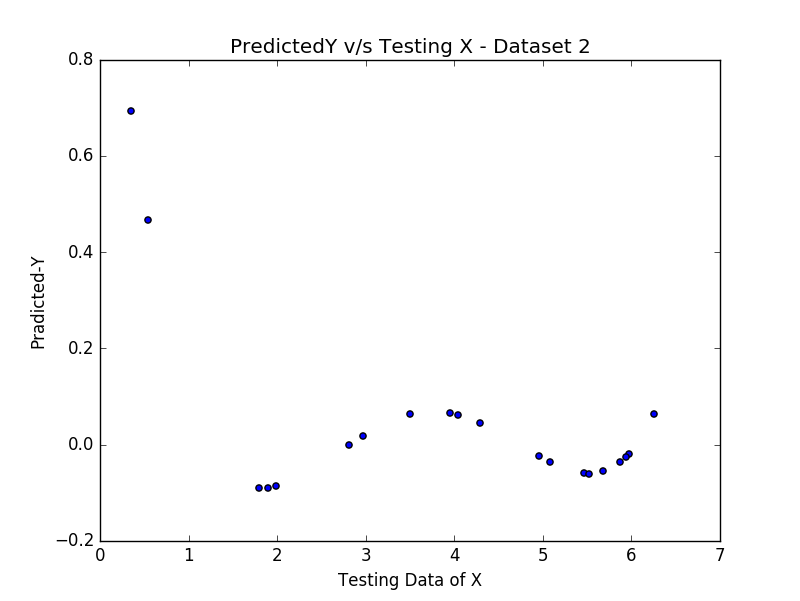 PredictedY v/s Testing X - Dataset 2
0.8
0.6
0.4
0.2
0.0
−0.2
Pradicted-Y
0 1 2 3 4 5 6 7
Testing Data of X